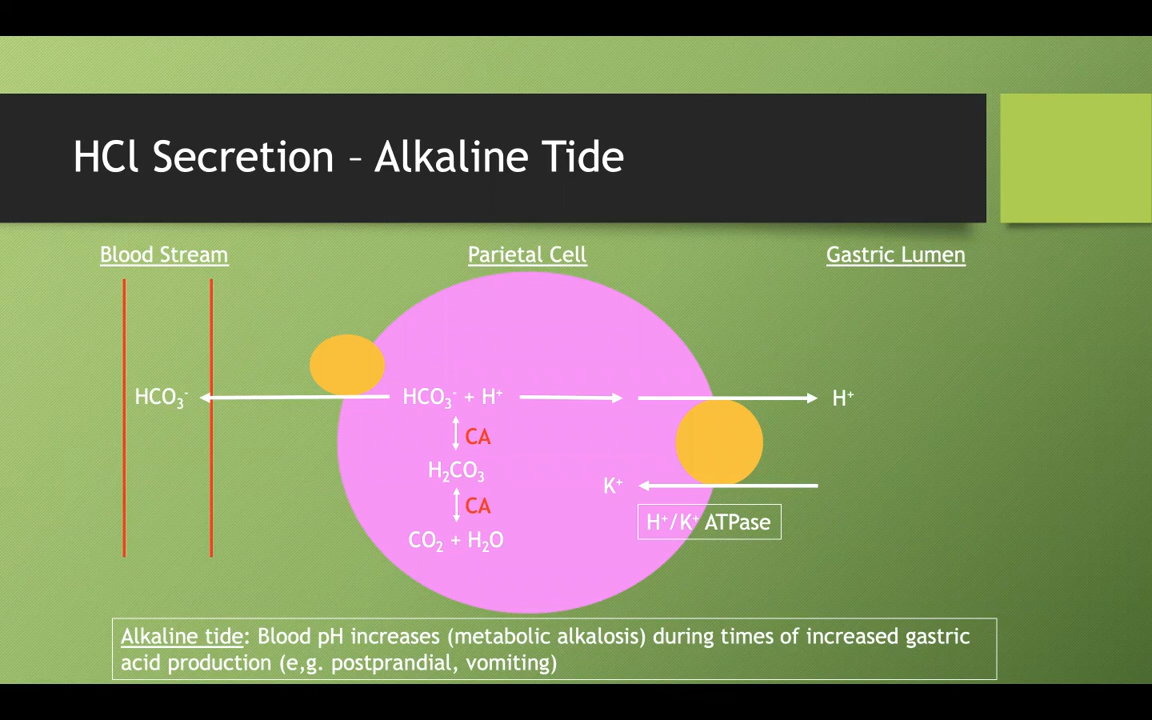 HCl Secretion – Alkaline Tide
Blood Stream
Parietal Cell
Gastric Lumen
HCO₃⁻
HCO₃⁻ + H⁺
H⁺
CA
H₂CO₃
K⁺
CA
H⁺/K⁺ ATPase
CO₂ + H₂O
Alkaline tide: Blood pH increases (metabolic alkalosis) during times of increased gastric
acid production (e,g. postprandial, vomiting)